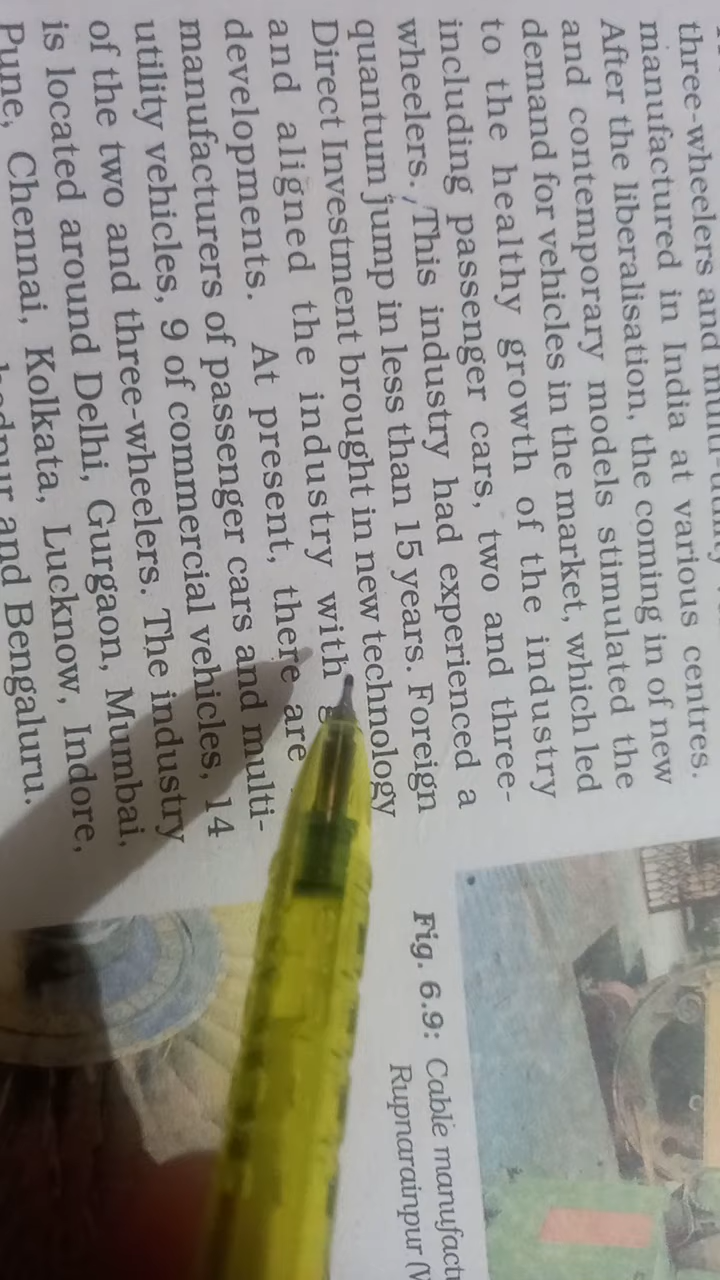 three-wheelers and multi-utility
manufactured in India at various centres.
After the liberalisation, the coming in of new
and contemporary models stimulated the
demand for vehicles in the market, which led
to the healthy growth of the industry
including passenger cars, two and three-
wheelers. This industry had experienced a
quantum jump in less than 15 years. Foreign
Direct Investment brought in new technology
and aligned the industry with
developments. At present, there are
manufacturers of passenger cars and multi-
utility vehicles, 9 of commercial vehicles, 14
of the two and three-wheelers. The industry
is located around Delhi, Gurgaon, Mumbai,
Pune, Chennai, Kolkata, Lucknow, Indore,
and Bengaluru.
Fig. 6.9: Cable
Rupnarainpur